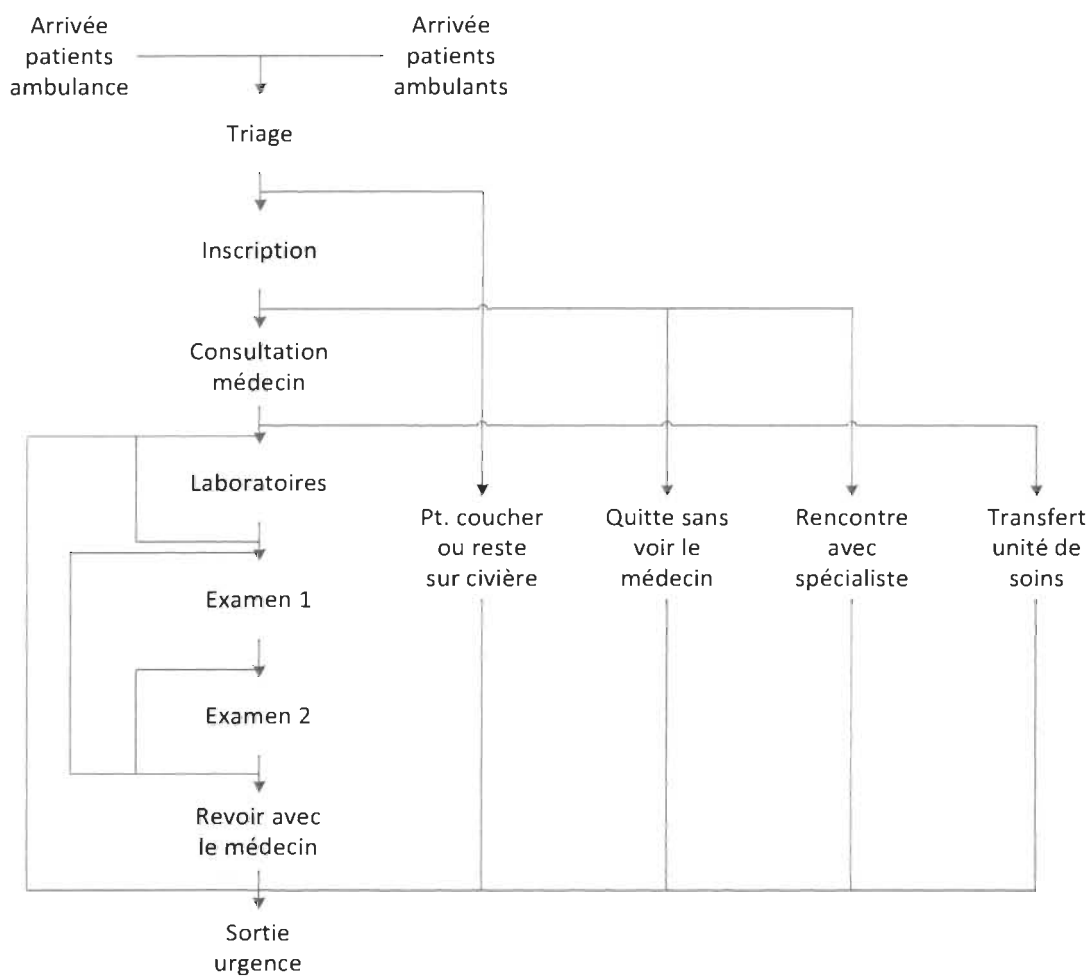 Arrivée
patients
ambulance
Arrivée
patients
ambulants
Triage
Inscription
Consultation
médecin
Laboratoires
Pt. coucher
ou reste
sur civière
Quitte sans
voir le
médecin
Rencontre
avec
spécialiste
Transfert
unité de
soins
Examen 1
Examen 2
Revoir avec
le médecin
Sortie
urgence